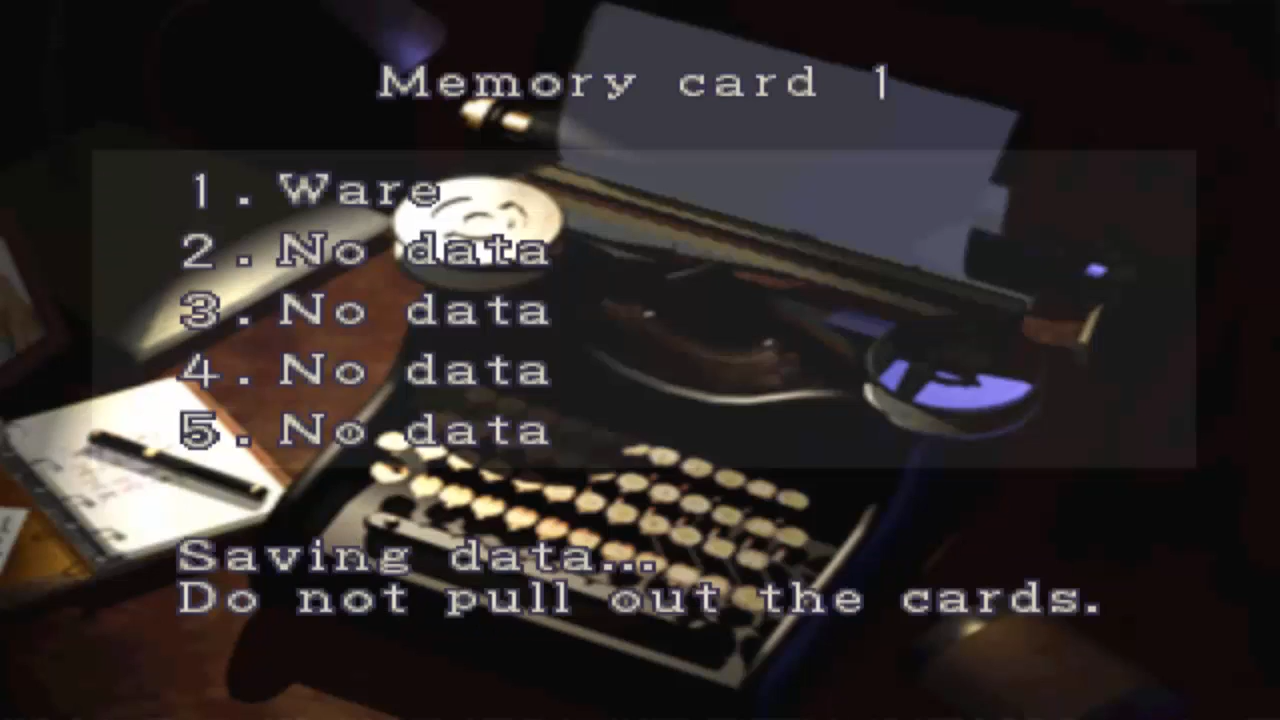 Memory card 1
1. Ware
2. No data
3. No data
4. No data
5. No data
Saving data...
Do not pull out the cards.